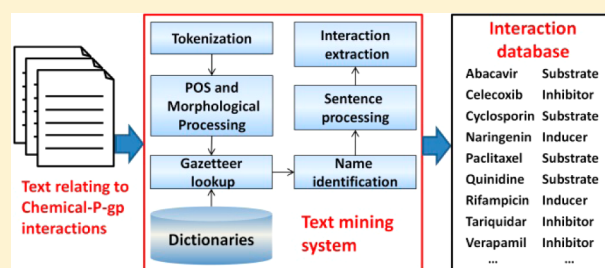 Text relating to
Chemical-P-gp
interactions
Tokenization
POS and
Morphological
Processing
Gazetteer
lookup
Dictionaries
Interaction
extraction
Sentence
processing
Name
identification
Text mining
system
Interaction
database
Abacavir Substrate
Celecoxib Inhibitor
Cyclosporin Substrate
Naringenin Inducer
Paclitaxel Substrate
Quinidine Substrate
Rifampicin Inducer
Tariquidar Inhibitor
Verapamil Inhibitor
... ...